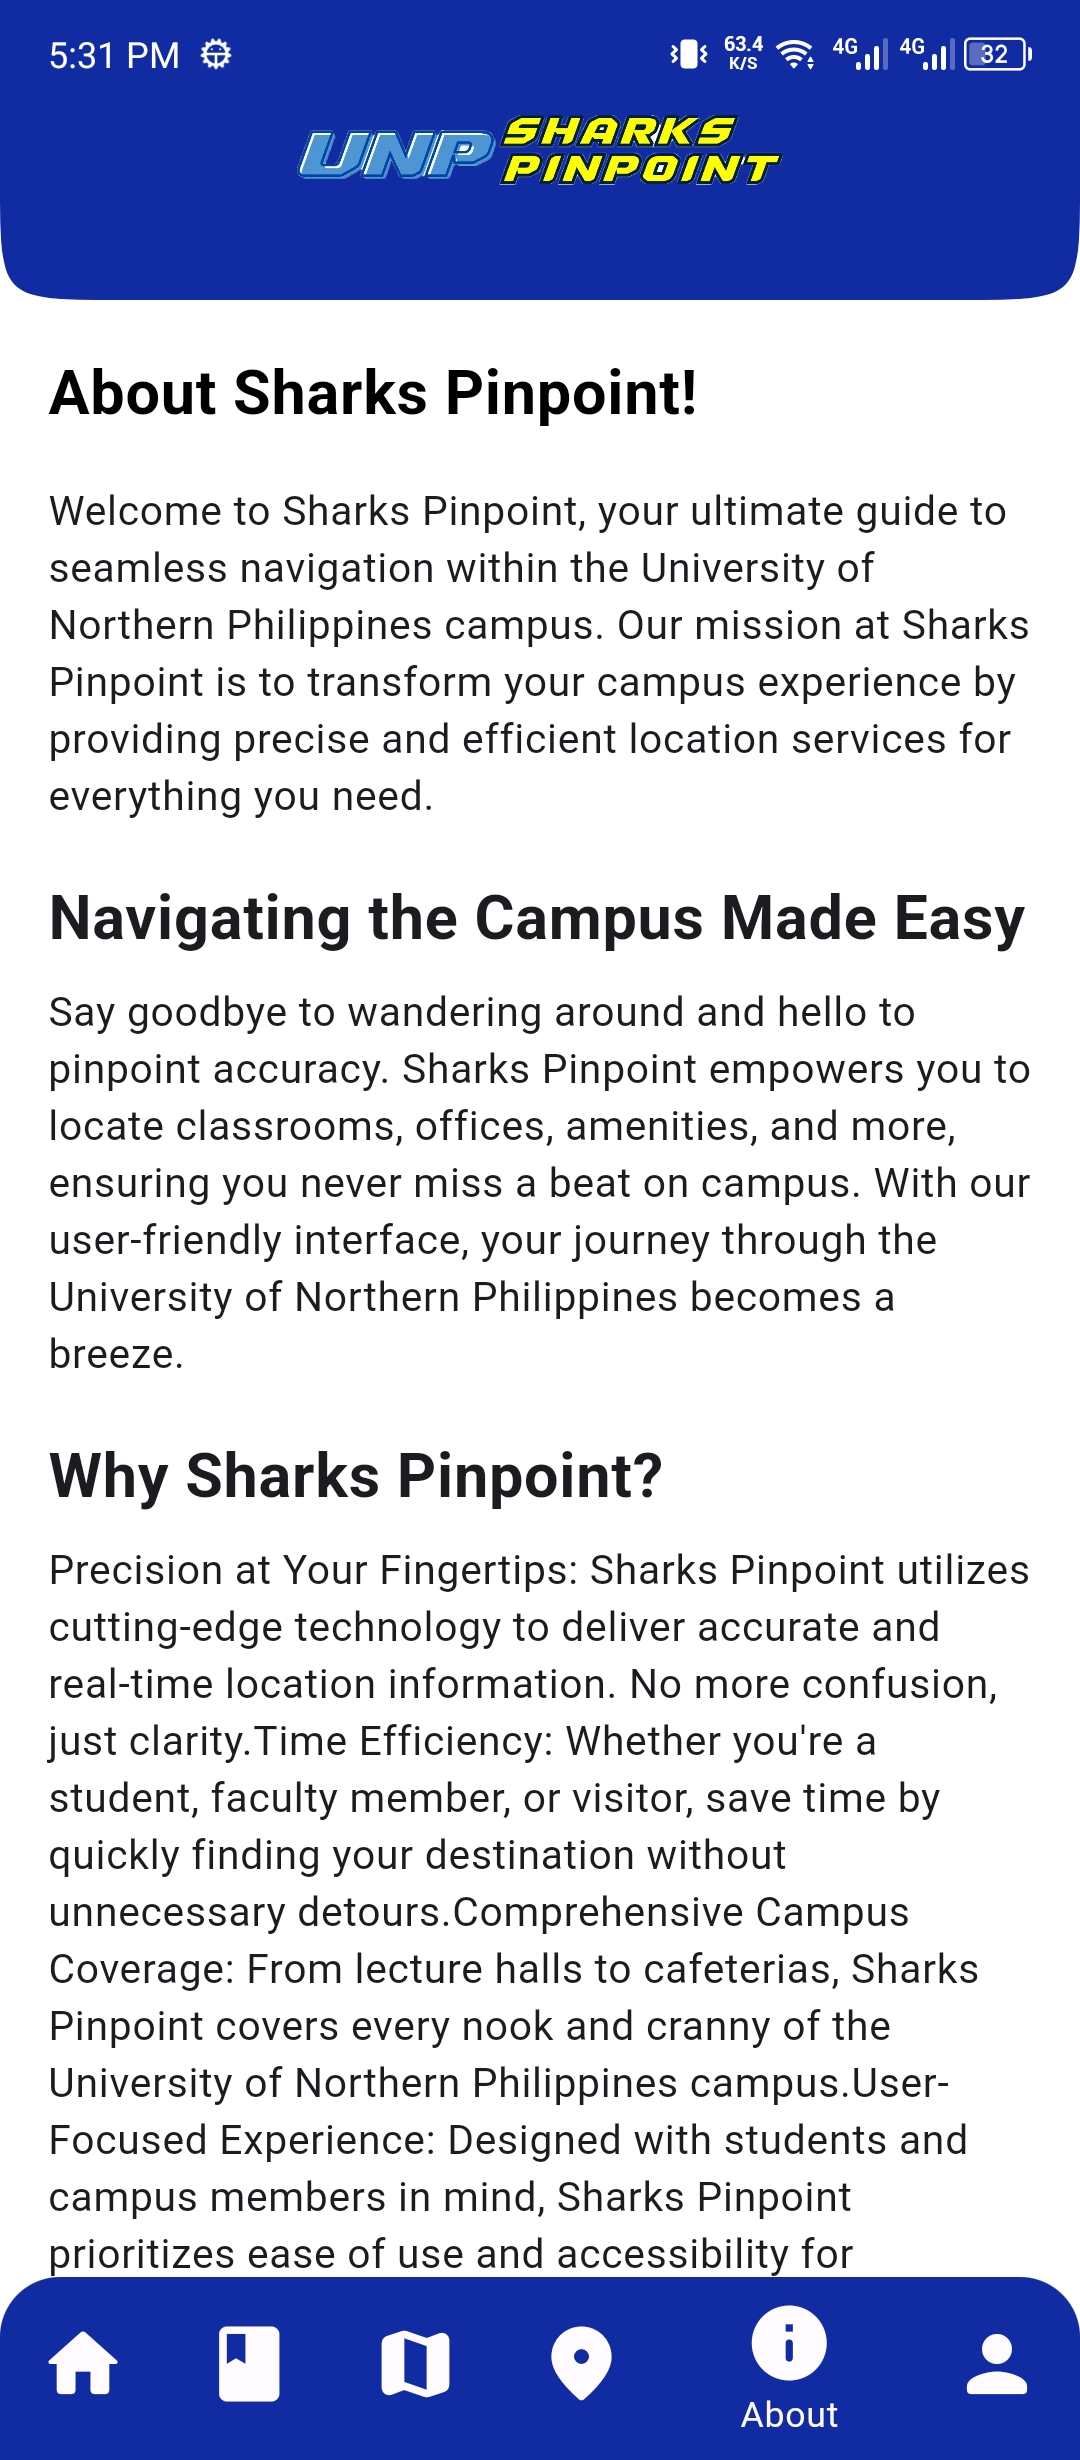 5:31 PM
63.4
K/S
4G
4G
32
UNP SHARKS
PINPOINT
About Sharks Pinpoint!
Welcome to Sharks Pinpoint, your ultimate guide to
seamless navigation within the University of
Northern Philippines campus. Our mission at Sharks
Pinpoint is to transform your campus experience by
providing precise and efficient location services for
everything you need.
Navigating the Campus Made Easy
Say goodbye to wandering around and hello to
pinpoint accuracy. Sharks Pinpoint empowers you to
locate classrooms, offices, amenities, and more,
ensuring you never miss a beat on campus. With our
user-friendly interface, your journey through the
University of Northern Philippines becomes a
breeze.
Why Sharks Pinpoint?
Precision at Your Fingertips: Sharks Pinpoint utilizes
cutting-edge technology to deliver accurate and
real-time location information. No more confusion,
just clarity.Time Efficiency: Whether you're a
student, faculty member, or visitor, save time by
quickly finding your destination without
unnecessary detours.Comprehensive Campus
Coverage: From lecture halls to cafeterias, Sharks
Pinpoint covers every nook and cranny of the
University of Northern Philippines campus.User-
Focused Experience: Designed with students and
campus members in mind, Sharks Pinpoint
prioritizes ease of use and accessibility for
About